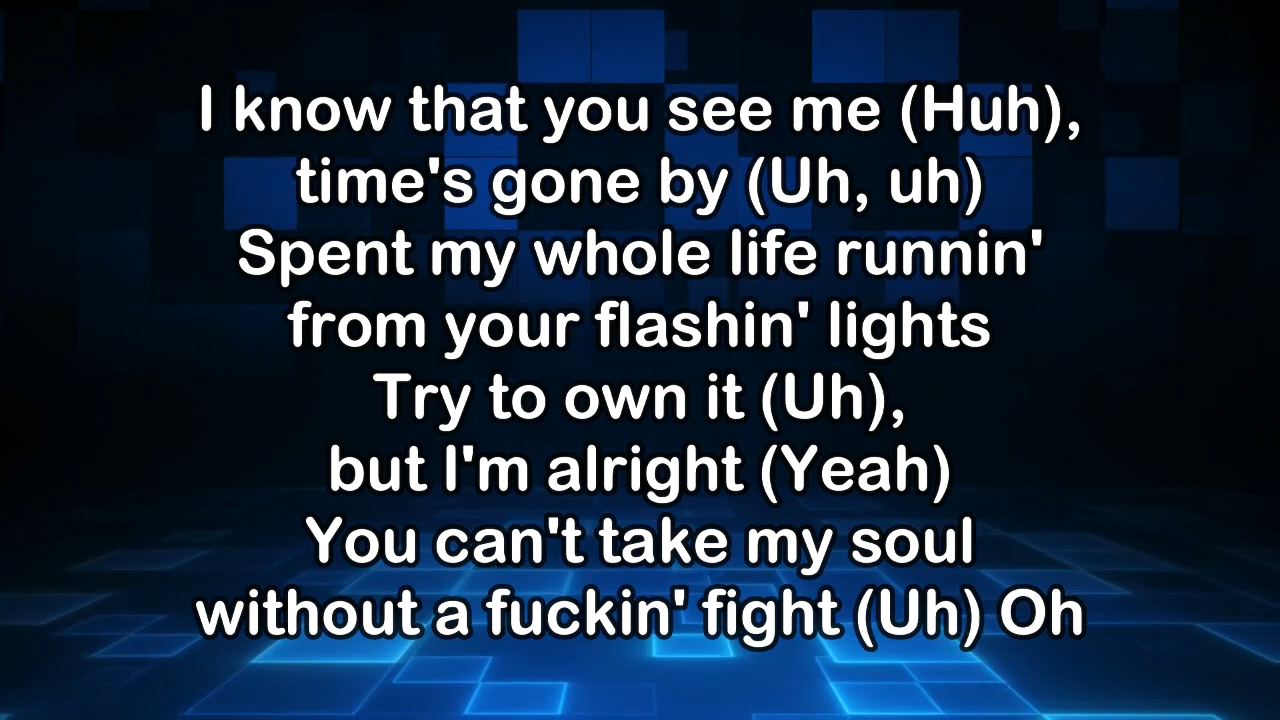 I know that you see me (Huh),
time's gone by (Uh, uh)
Spent my whole life runnin'
from your flashin' lights
Try to own it (Uh),
but I'm alright (Yeah)
You can't take my soul
without a fuckin' fight (Uh) Oh